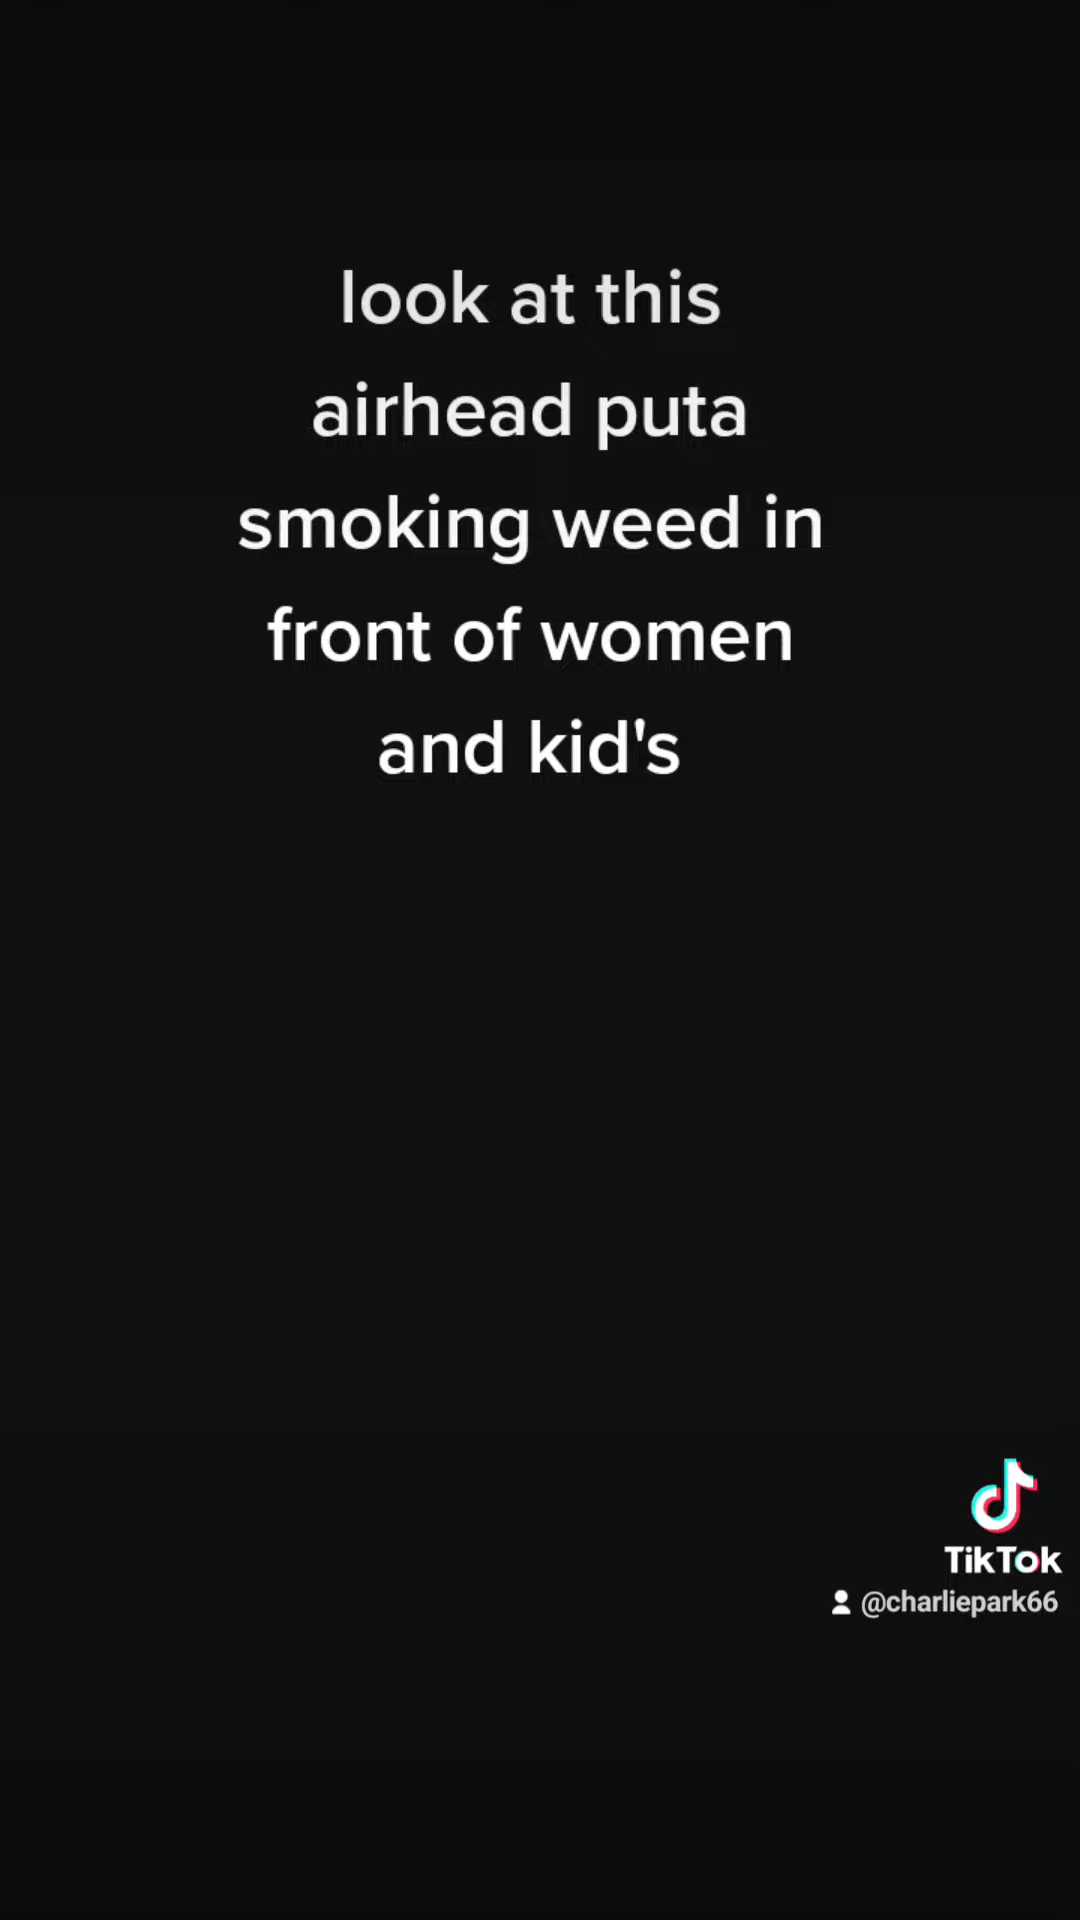 look at this
airhead puta
smoking weed in
front of women
and kid's
TikTok
@charliepark66